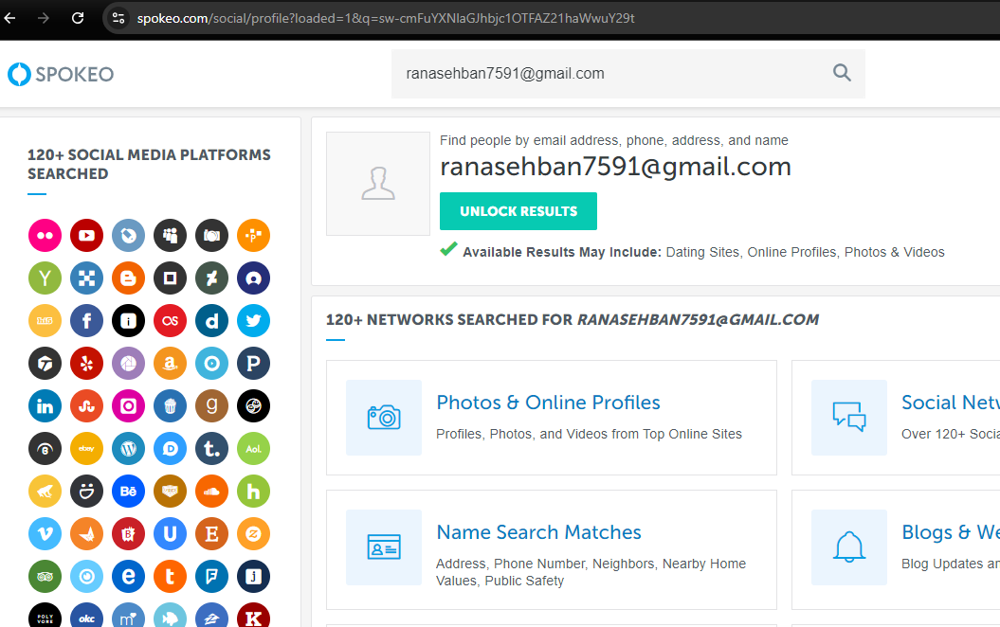 spokeo.com/social/profile?loaded=1&q=sw-cmFuYXNlaGJhbjc1OTFAZ21haWwuY29t
SPOKEO
ranasehban7591@gmail.com
120+ SOCIAL MEDIA PLATFORMS
SEARCHED
Find people by email address, phone, address, and name
ranasehban7591@gmail.com
UNLOCK RESULTS
Available Results May Include: Dating Sites, Online Profiles, Photos & Videos
120+ NETWORKS SEARCHED FOR RANASEHBAN7591@GMAIL.COM
Photos & Online Profiles
Profiles, Photos, and Videos from Top Online Sites
Social Netw
Over 120+ Socia
Name Search Matches
Address, Phone Number, Neighbors, Nearby Home
Values, Public Safety
Blogs & We
Blog Updates an